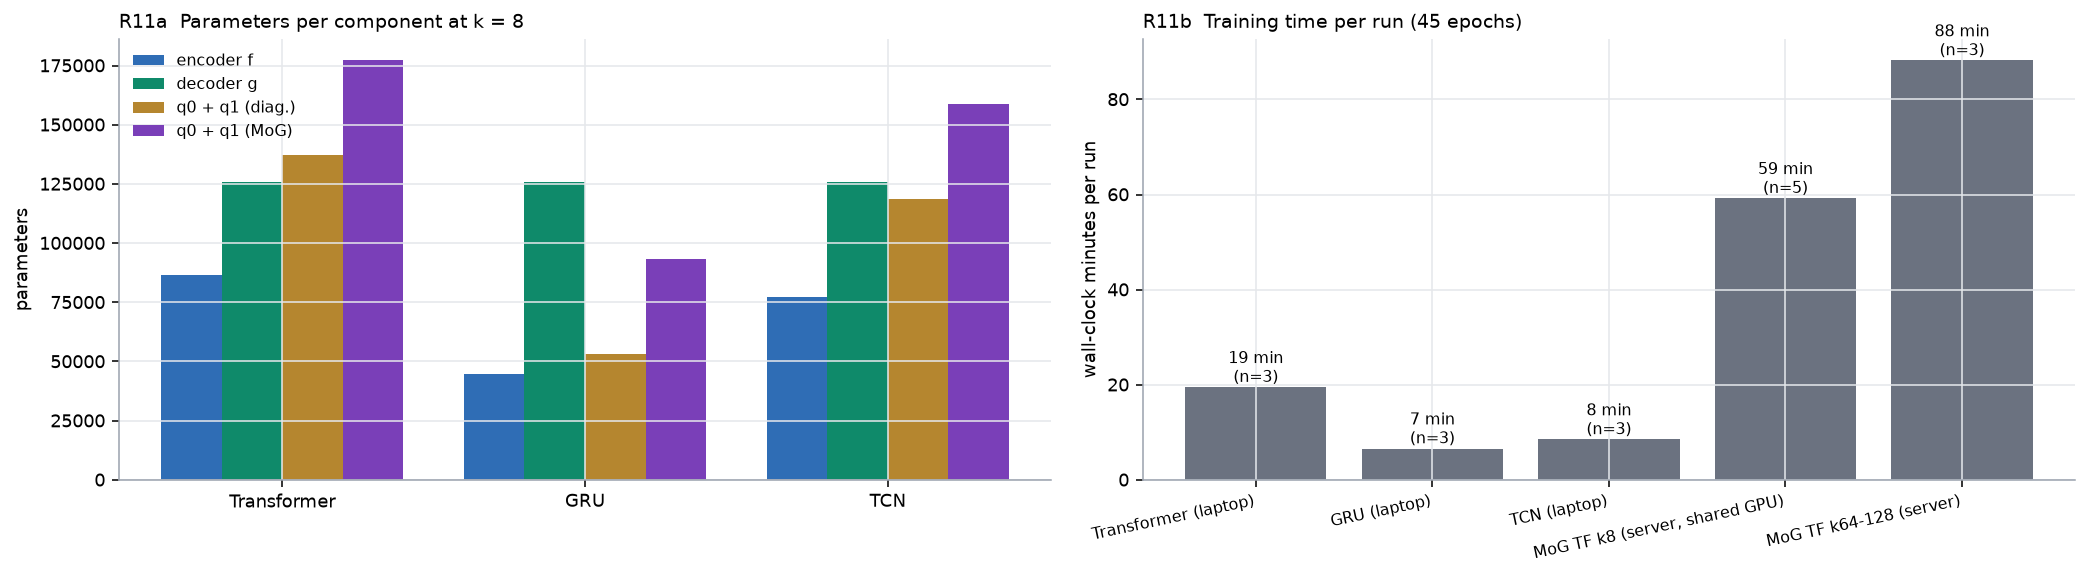 R11a  Parameters per component at k = 8
encoder f
decoder g
q0 + q1 (diag.)
q0 + q1 (MoG)
175000
150000
125000
100000
75000
50000
25000
0
parameters
Transformer
GRU
TCN
R11b  Training time per run (45 epochs)
80
60
40
20
0
wall-clock minutes per run
19 min
(n=3)
7 min
(n=3)
8 min
(n=3)
59 min
(n=5)
88 min
(n=3)
Transformer (laptop)
GRU (laptop)
TCN (laptop)
MoG TF k8 (server, shared GPU)
MoG TF k64-128 (server)